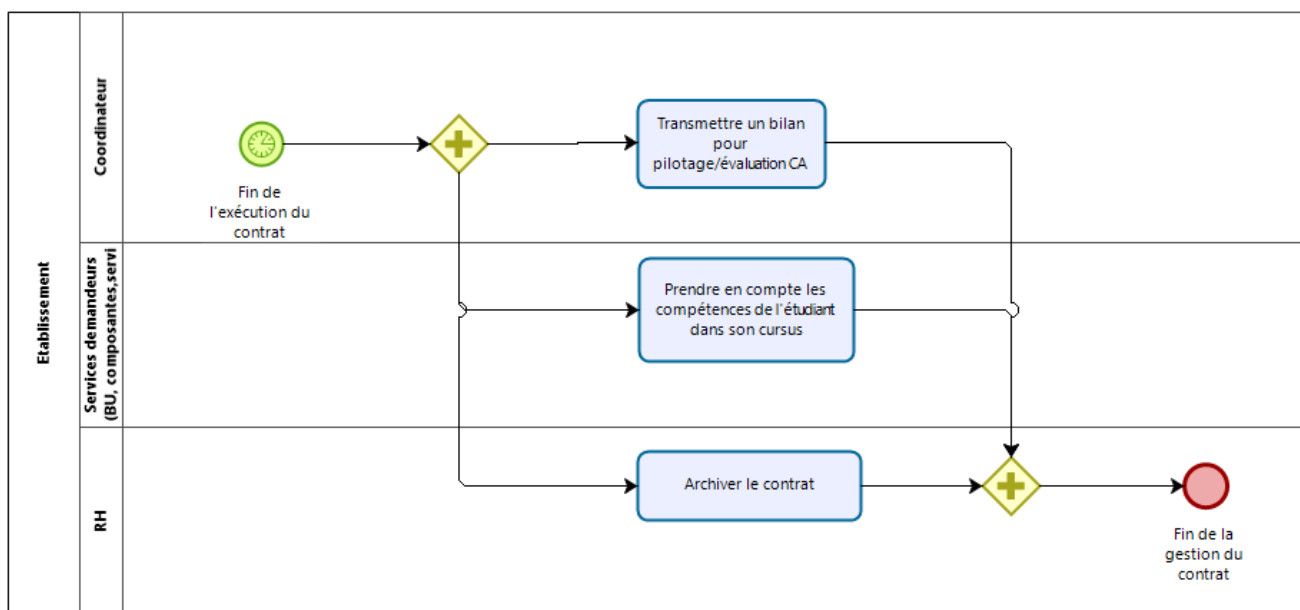 Etablissement
Coordinateur
Fin de
l'exécution du
contrat
Transmettre un bilan
pour
pilotage/évaluation CA
Services demandeurs
(BU, composantes,servi
Prendre en compte les
compétences de l'étudiant
dans son cursus
RH
Archiver le contrat
Fin de la
gestion du
contrat